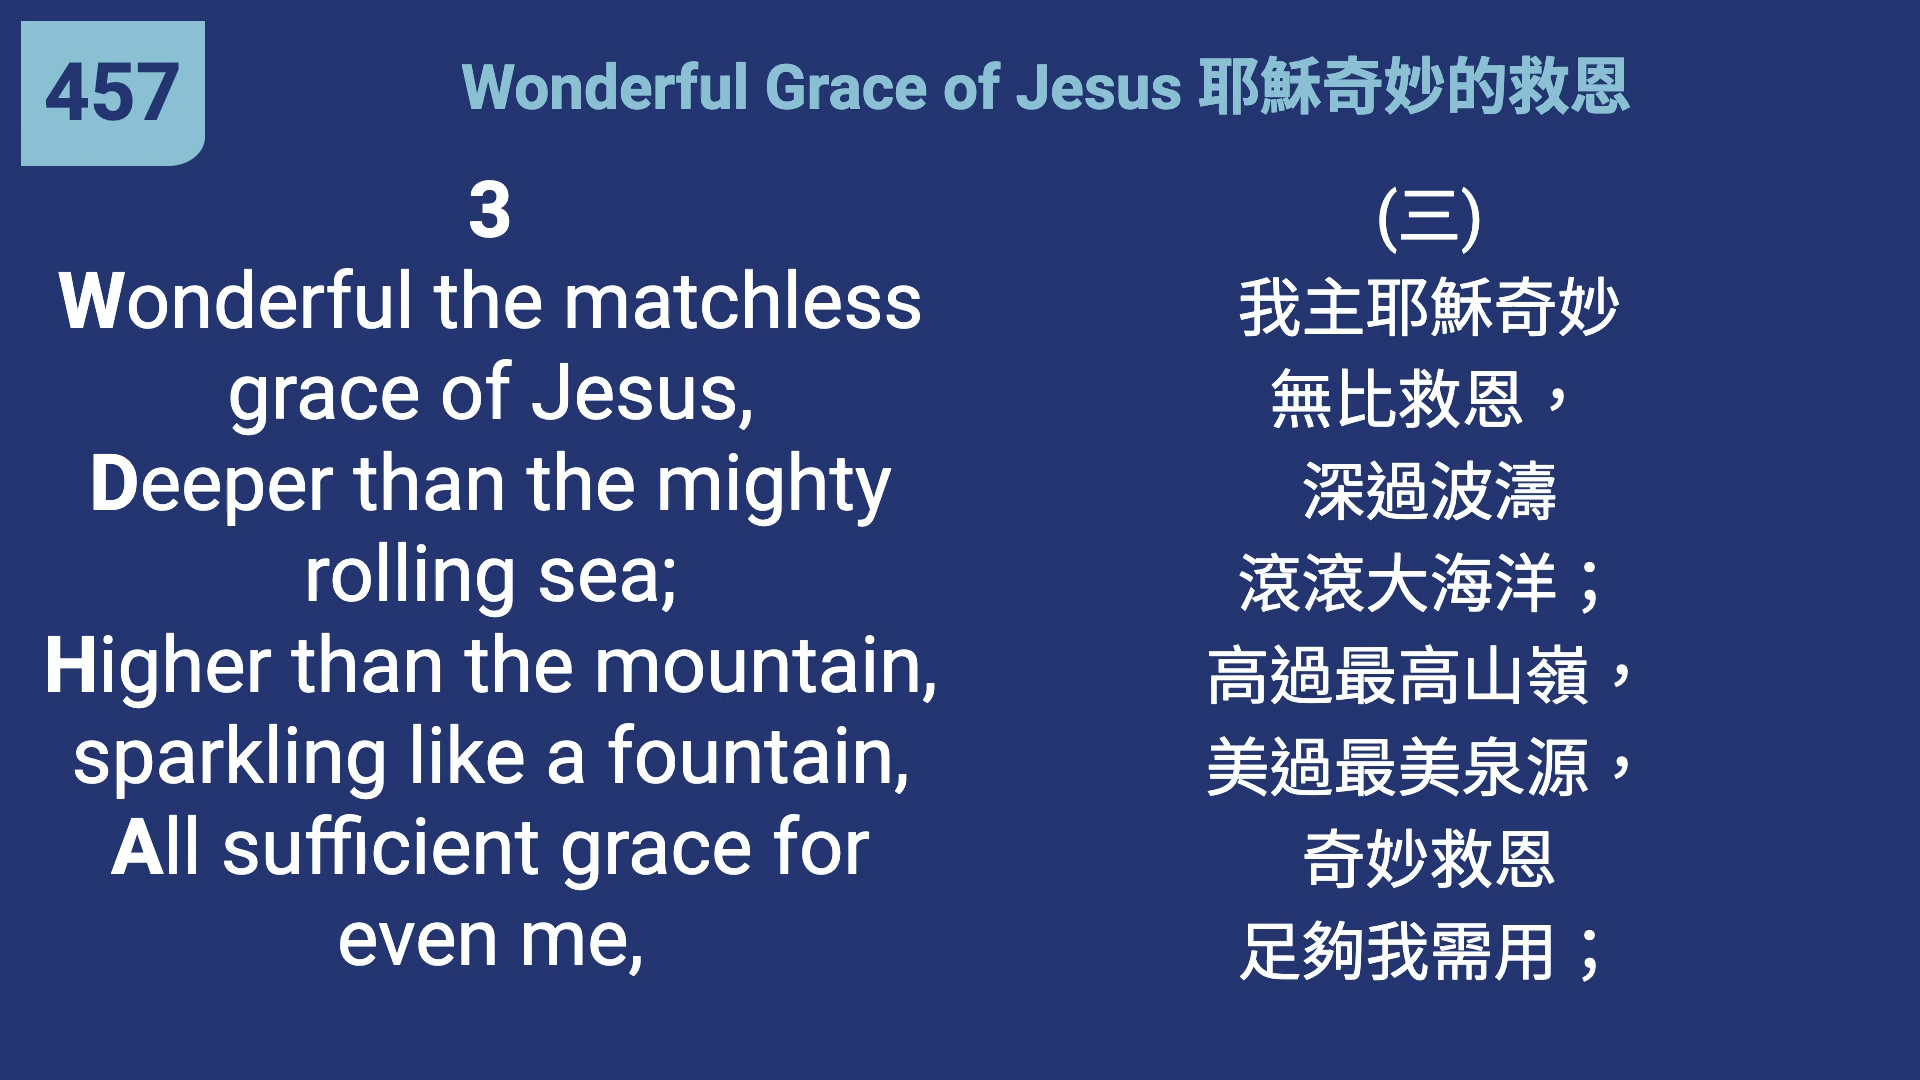 457
Wonderful Grace of Jesus 耶穌奇妙的救恩
3
Wonderful the matchless
grace of Jesus,
Deeper than the mighty
rolling sea;
Higher than the mountain,
sparkling like a fountain,
All sufficient grace for
even me,
(三)
我主耶穌奇妙
無比救恩，
深過波濤
滾滾大海洋；
高過最高山嶺，
美過最美泉源，
奇妙救恩
足夠我需用；